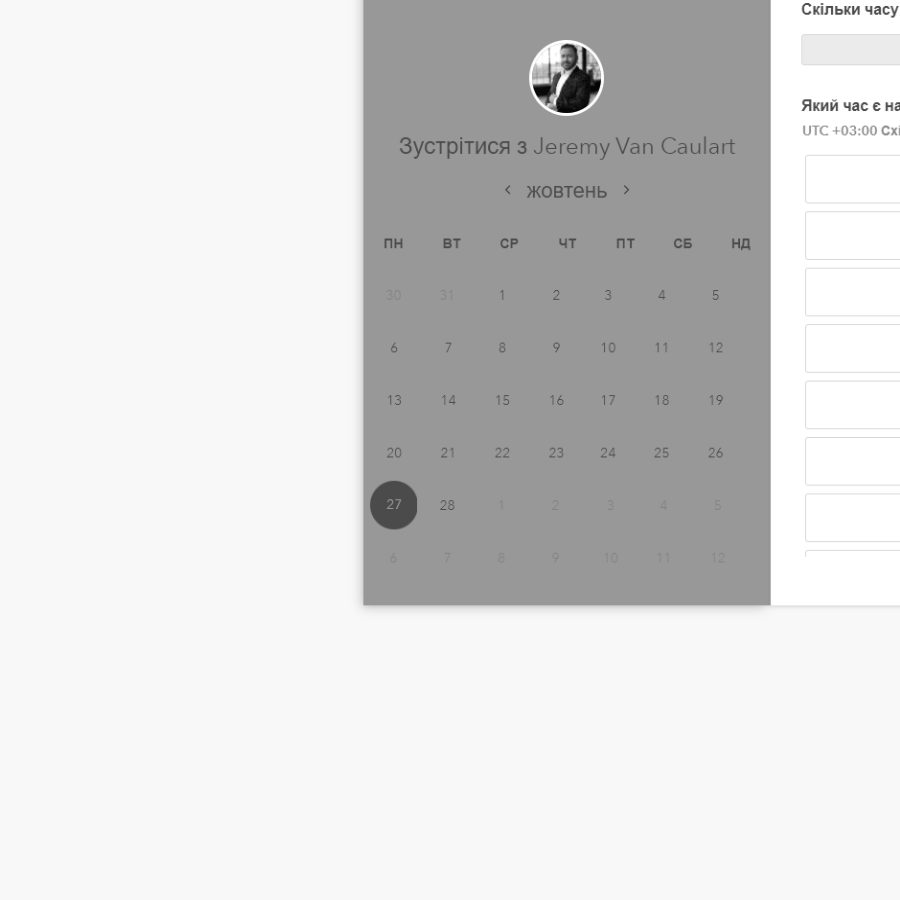 Зустрітися з Jeremy Van Caulart
жовтень
ПН ВТ СР ЧТ ПТ СБ НД
30 31 1 2 3 4 5
6 7 8 9 10 11 12
13 14 15 16 17 18 19
20 21 22 23 24 25 26
27 28 1 2 3 4 5
6 7 8 9 10 11 12
Скільки часу
Який час є на
UTC +03:00 Схі